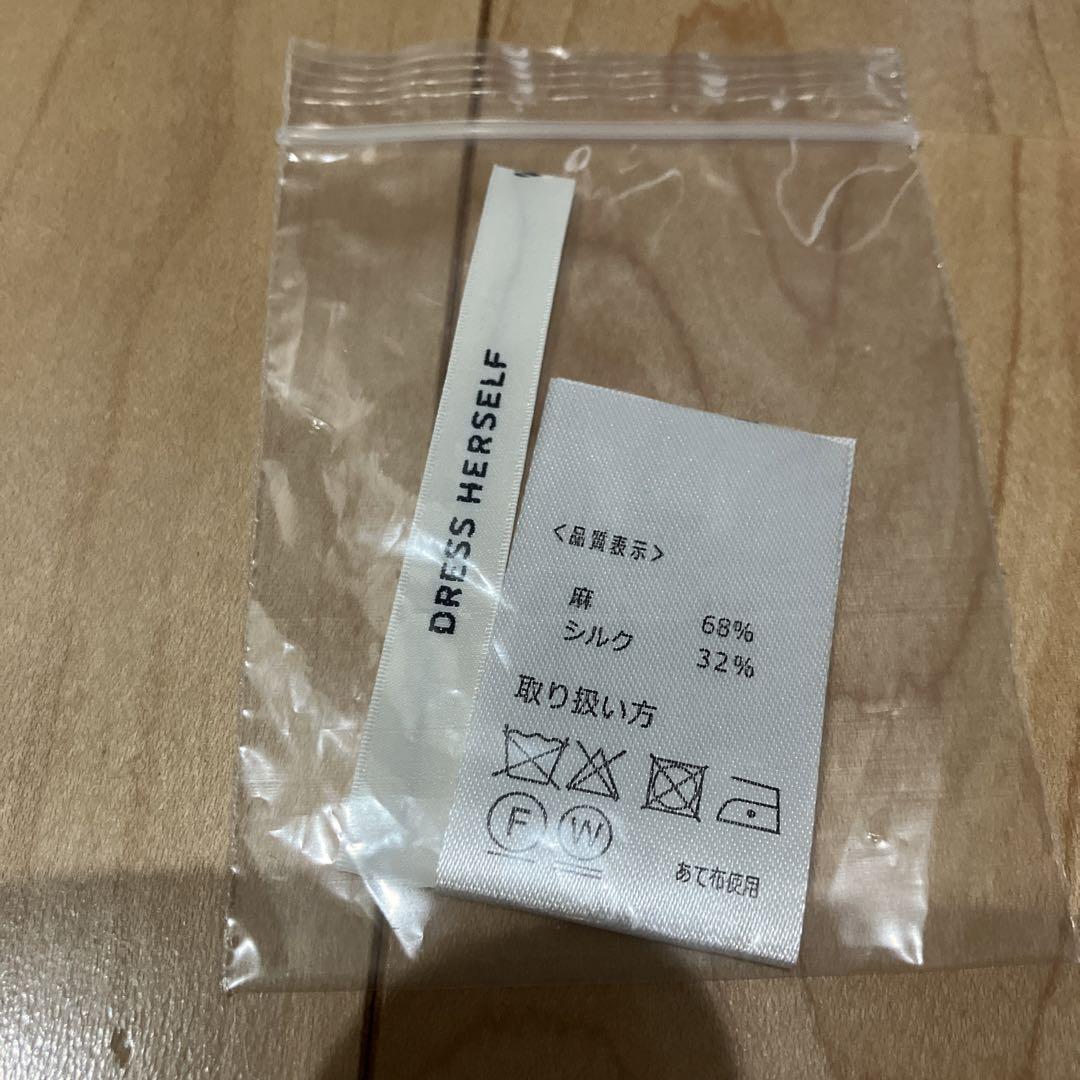 DRESS HERSELF
<品質表示>
麻 68%
シルク 32%
取り扱い方
F W
あて布使用